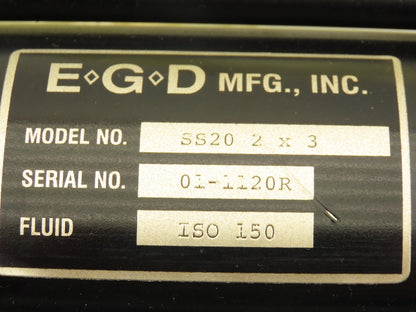 E◇G◇D MFG., INC.
MODEL NO. SS20 2 x 3
SERIAL NO. 01-1120R
FLUID ISO 150